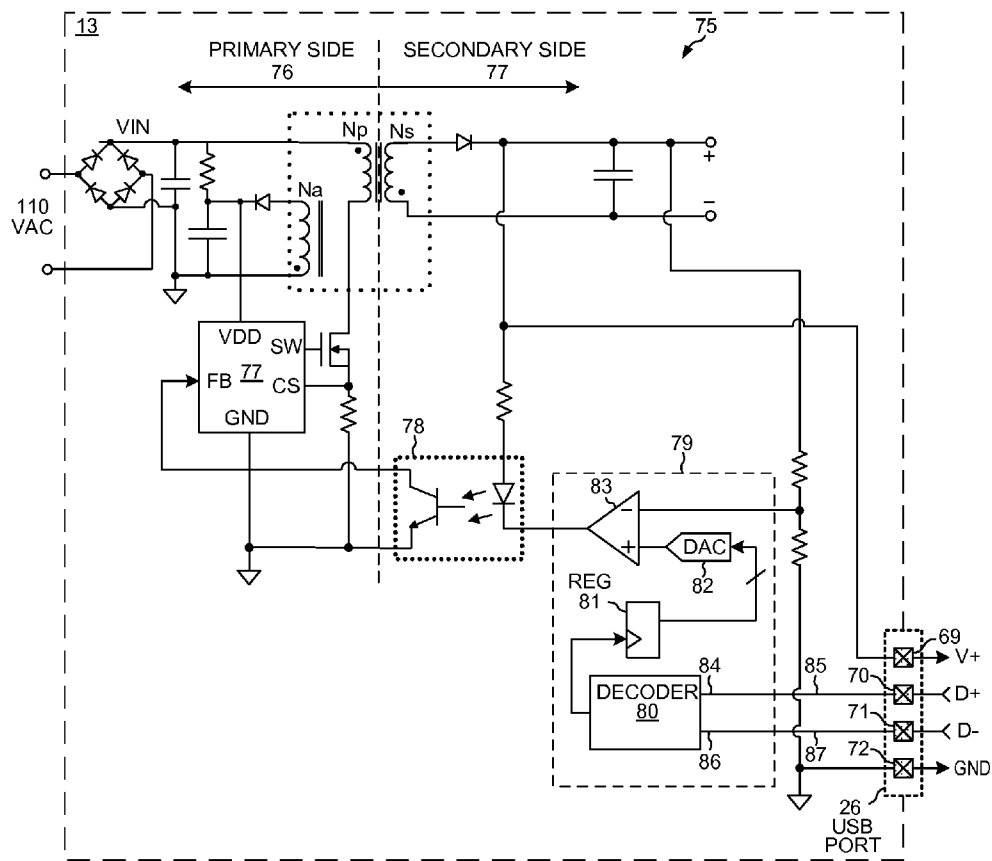 13
75
PRIMARY SIDE
76
SECONDARY SIDE
77
VIN
Np
Ns
+
Na
110
VAC
−
VDD
SW
FB
77
CS
GND
78
79
83
−
+
DAC
82
REG
81
69
V+
84
85
70
D+
DECODER
80
71
D-
86
87
72
GND
26
USB
PORT